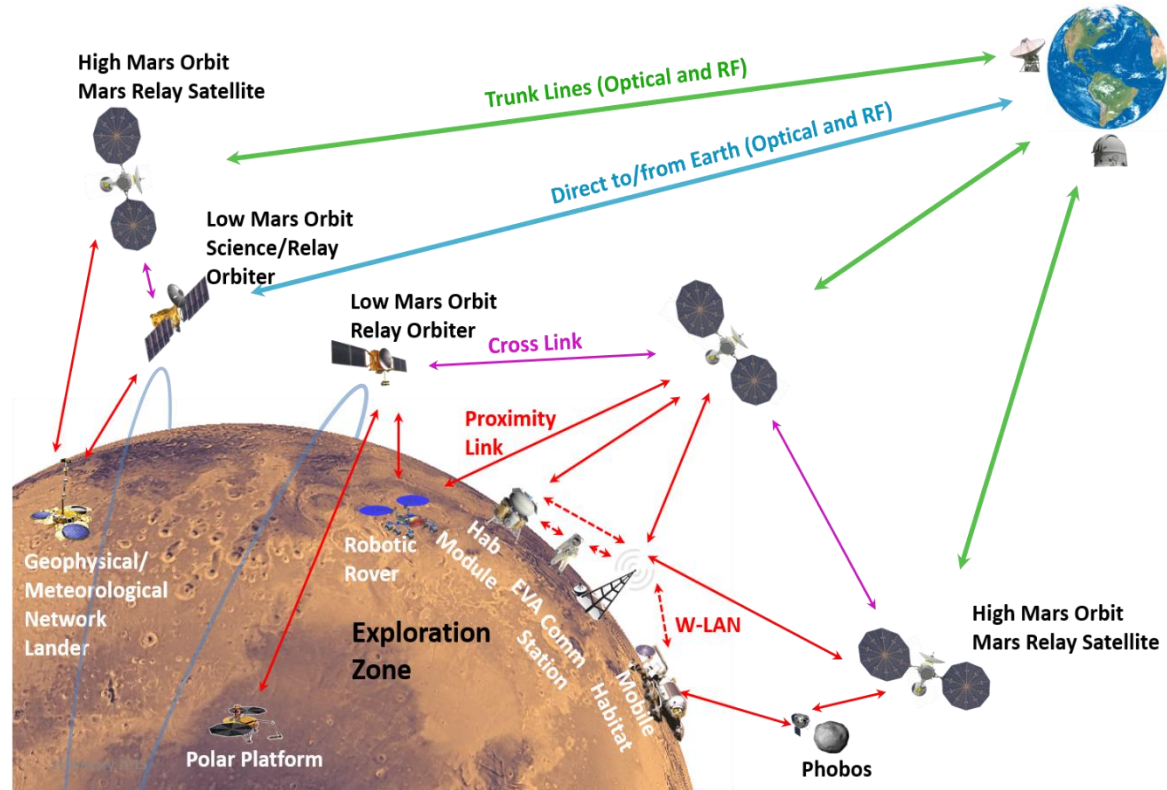 High Mars Orbit
Mars Relay Satellite
Trunk Lines (Optical and RF)
Direct to/from Earth (Optical and RF)
Low Mars Orbit
Science/Relay
Orbiter
Low Mars Orbit
Relay Orbiter
Cross Link
Proximity
Link
Geophysical/
Meteorological
Network
Lander
Robotic
Rover
Hab
Module
EVA Comm
Station
Exploration
Zone
W-LAN
Mobile
Habitat
High Mars Orbit
Mars Relay Satellite
Polar Platform
Phobos